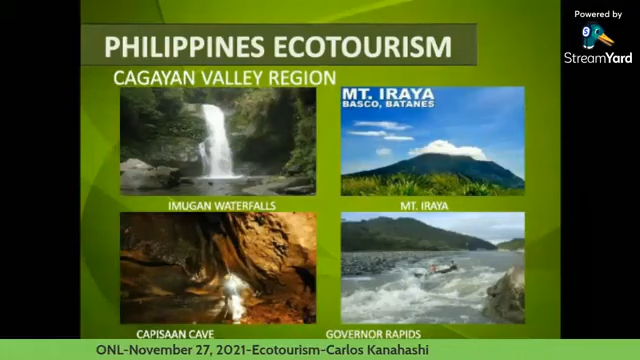 Powered by
StreamYard
PHILIPPINES ECOTOURISM
CAGAYAN VALLEY REGION
MT. IRAYA
BASCO, BATANES
IMUGAN WATERFALLS
MT. IRAYA
CAPISAAN CAVE
GOVERNOR RAPIDS
ONL-November 27, 2021-Ecotourism-Carlos Kanahashi